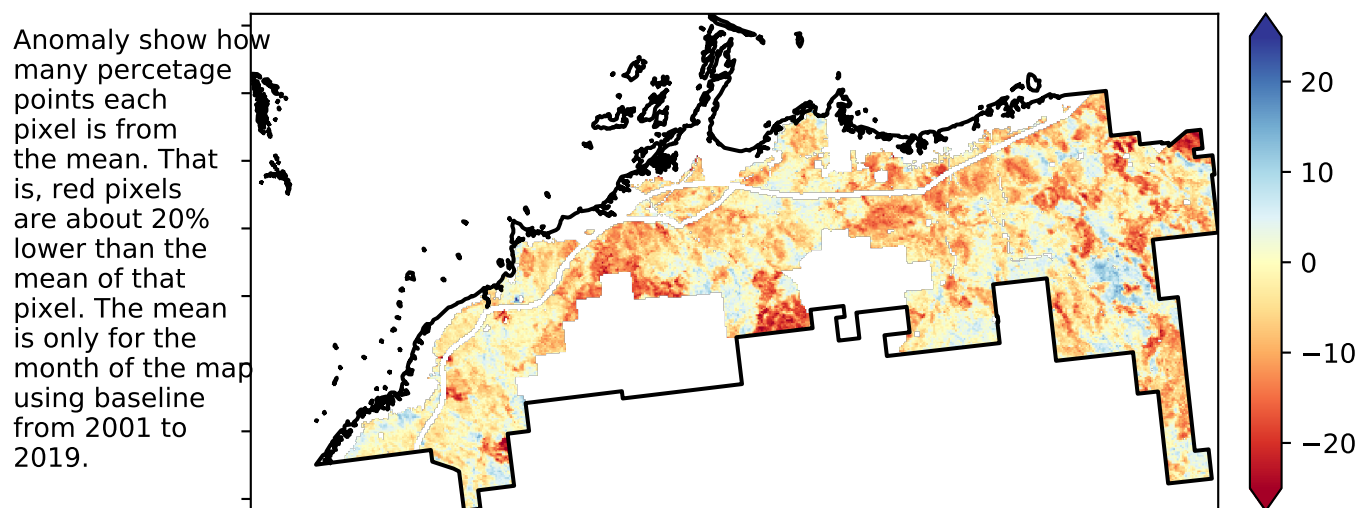 Anomaly show how
many percetage
points each
pixel is from
the mean. That
is, red pixels
are about 20%
lower than the
mean of that
pixel. The mean
is only for the
month of the map
using baseline
from 2001 to
2019.
20
10
0
−10
−20